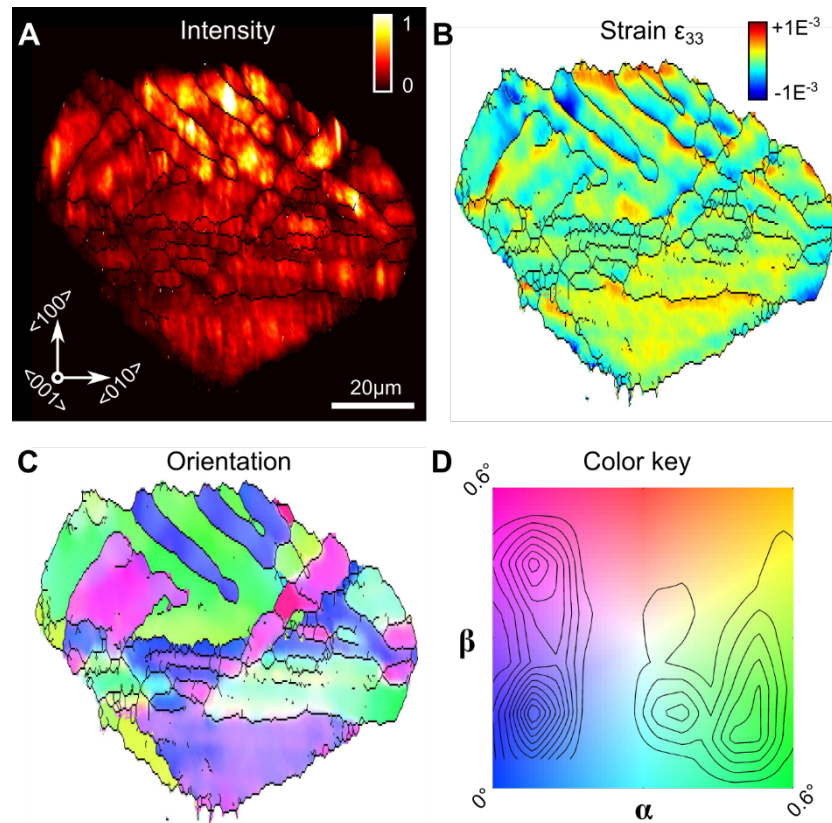 A
Intensity
1
0
<100>
<001>
<010>
20µm
B
Strain ε33
+1E-3
-1E-3
C
Orientation
D
Color key
0.6°
β
0°
α
0.6°